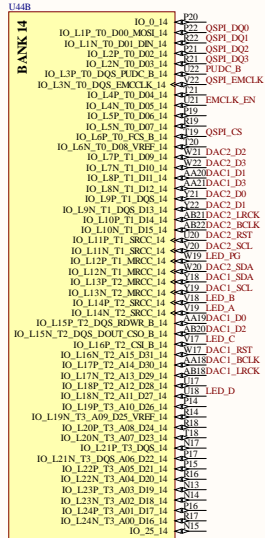 U44B
BANK 14
IO_0_14 P20
IO_L1P_T0_D00_MOSI_14 P22 QSPI_DQ0
IO_L1N_T0_D01_DIN_14 R22 QSPI_DQ1
IO_L2P_T0_D02_14 P21 QSPI_DQ2
IO_L2N_T0_D03_14 R21 QSPI_DQ3
IO_L3P_T0_DQS_PUDC_B_14 U22 PUDC_B
IO_L3N_T0_DQS_EMCCLK_14 V22 QSPI_EMCLK
IO_L4P_T0_D04_14 T21
IO_L4N_T0_D05_14 U21 EMCLK_EN
IO_L5P_T0_D06_14 P19
IO_L5N_T0_D07_14 R19
IO_L6P_T0_FCS_B_14 T19 QSPI_CS
IO_L6N_T0_D08_VREF_14 T20
IO_L7P_T1_D09_14 W21 DAC2_D2
IO_L7N_T1_D10_14 W22 DAC2_D3
IO_L8P_T1_D11_14 AA20 DAC1_D1
IO_L8N_T1_D12_14 AA21 DAC1_D3
IO_L9P_T1_DQS_14 Y21 DAC2_D0
IO_L9N_T1_DQS_D13_14 Y22 DAC2_D1
IO_L10P_T1_D14_14 AB21 DAC2_LRCK
IO_L10N_T1_D15_14 AB22 DAC2_BCLK
IO_L11P_T1_SRCC_14 U20 DAC2_RST
IO_L11N_T1_SRCC_14 V20 DAC2_SCL
IO_L12P_T1_MRCC_14 W19 LED_PG
IO_L12N_T1_MRCC_14 W20 DAC2_SDA
IO_L13P_T2_MRCC_14 Y18 DAC1_SDA
IO_L13N_T2_MRCC_14 Y19 DAC1_SCL
IO_L14P_T2_SRCC_14 V18 LED_B
IO_L14N_T2_SRCC_14 V19 LED_A
IO_L15P_T2_DQS_RDWR_B_14 AA19 DAC1_D0
IO_L15N_T2_DQS_DOUT_CSO_B_14 AB20 DAC1_D2
IO_L16P_T2_CSI_B_14 V17 LED_C
IO_L16N_T2_A15_D31_14 W17 DAC1_RST
IO_L17P_T2_A14_D30_14 AA18 DAC1_BCLK
IO_L17N_T2_A13_D29_14 AB18 DAC1_LRCK
IO_L18P_T2_A12_D28_14 U17
IO_L18N_T2_A11_D27_14 U18 LED_D
IO_L19P_T3_A10_D26_14 P14
IO_L19N_T3_A09_D25_VREF_14 R14
IO_L20P_T3_A08_D24_14 R18
IO_L20N_T3_A07_D23_14 T18
IO_L21P_T3_DQS_14 N17
IO_L21N_T3_DQS_A06_D22_14 P17
IO_L22P_T3_A05_D21_14 P15
IO_L22N_T3_A04_D20_14 R16
IO_L23P_T3_A03_D19_14 N13
IO_L23N_T3_A02_D18_14 N14
IO_L24P_T3_A01_D17_14 P16
IO_L24N_T3_A00_D16_14 R17
IO_25_14 N15